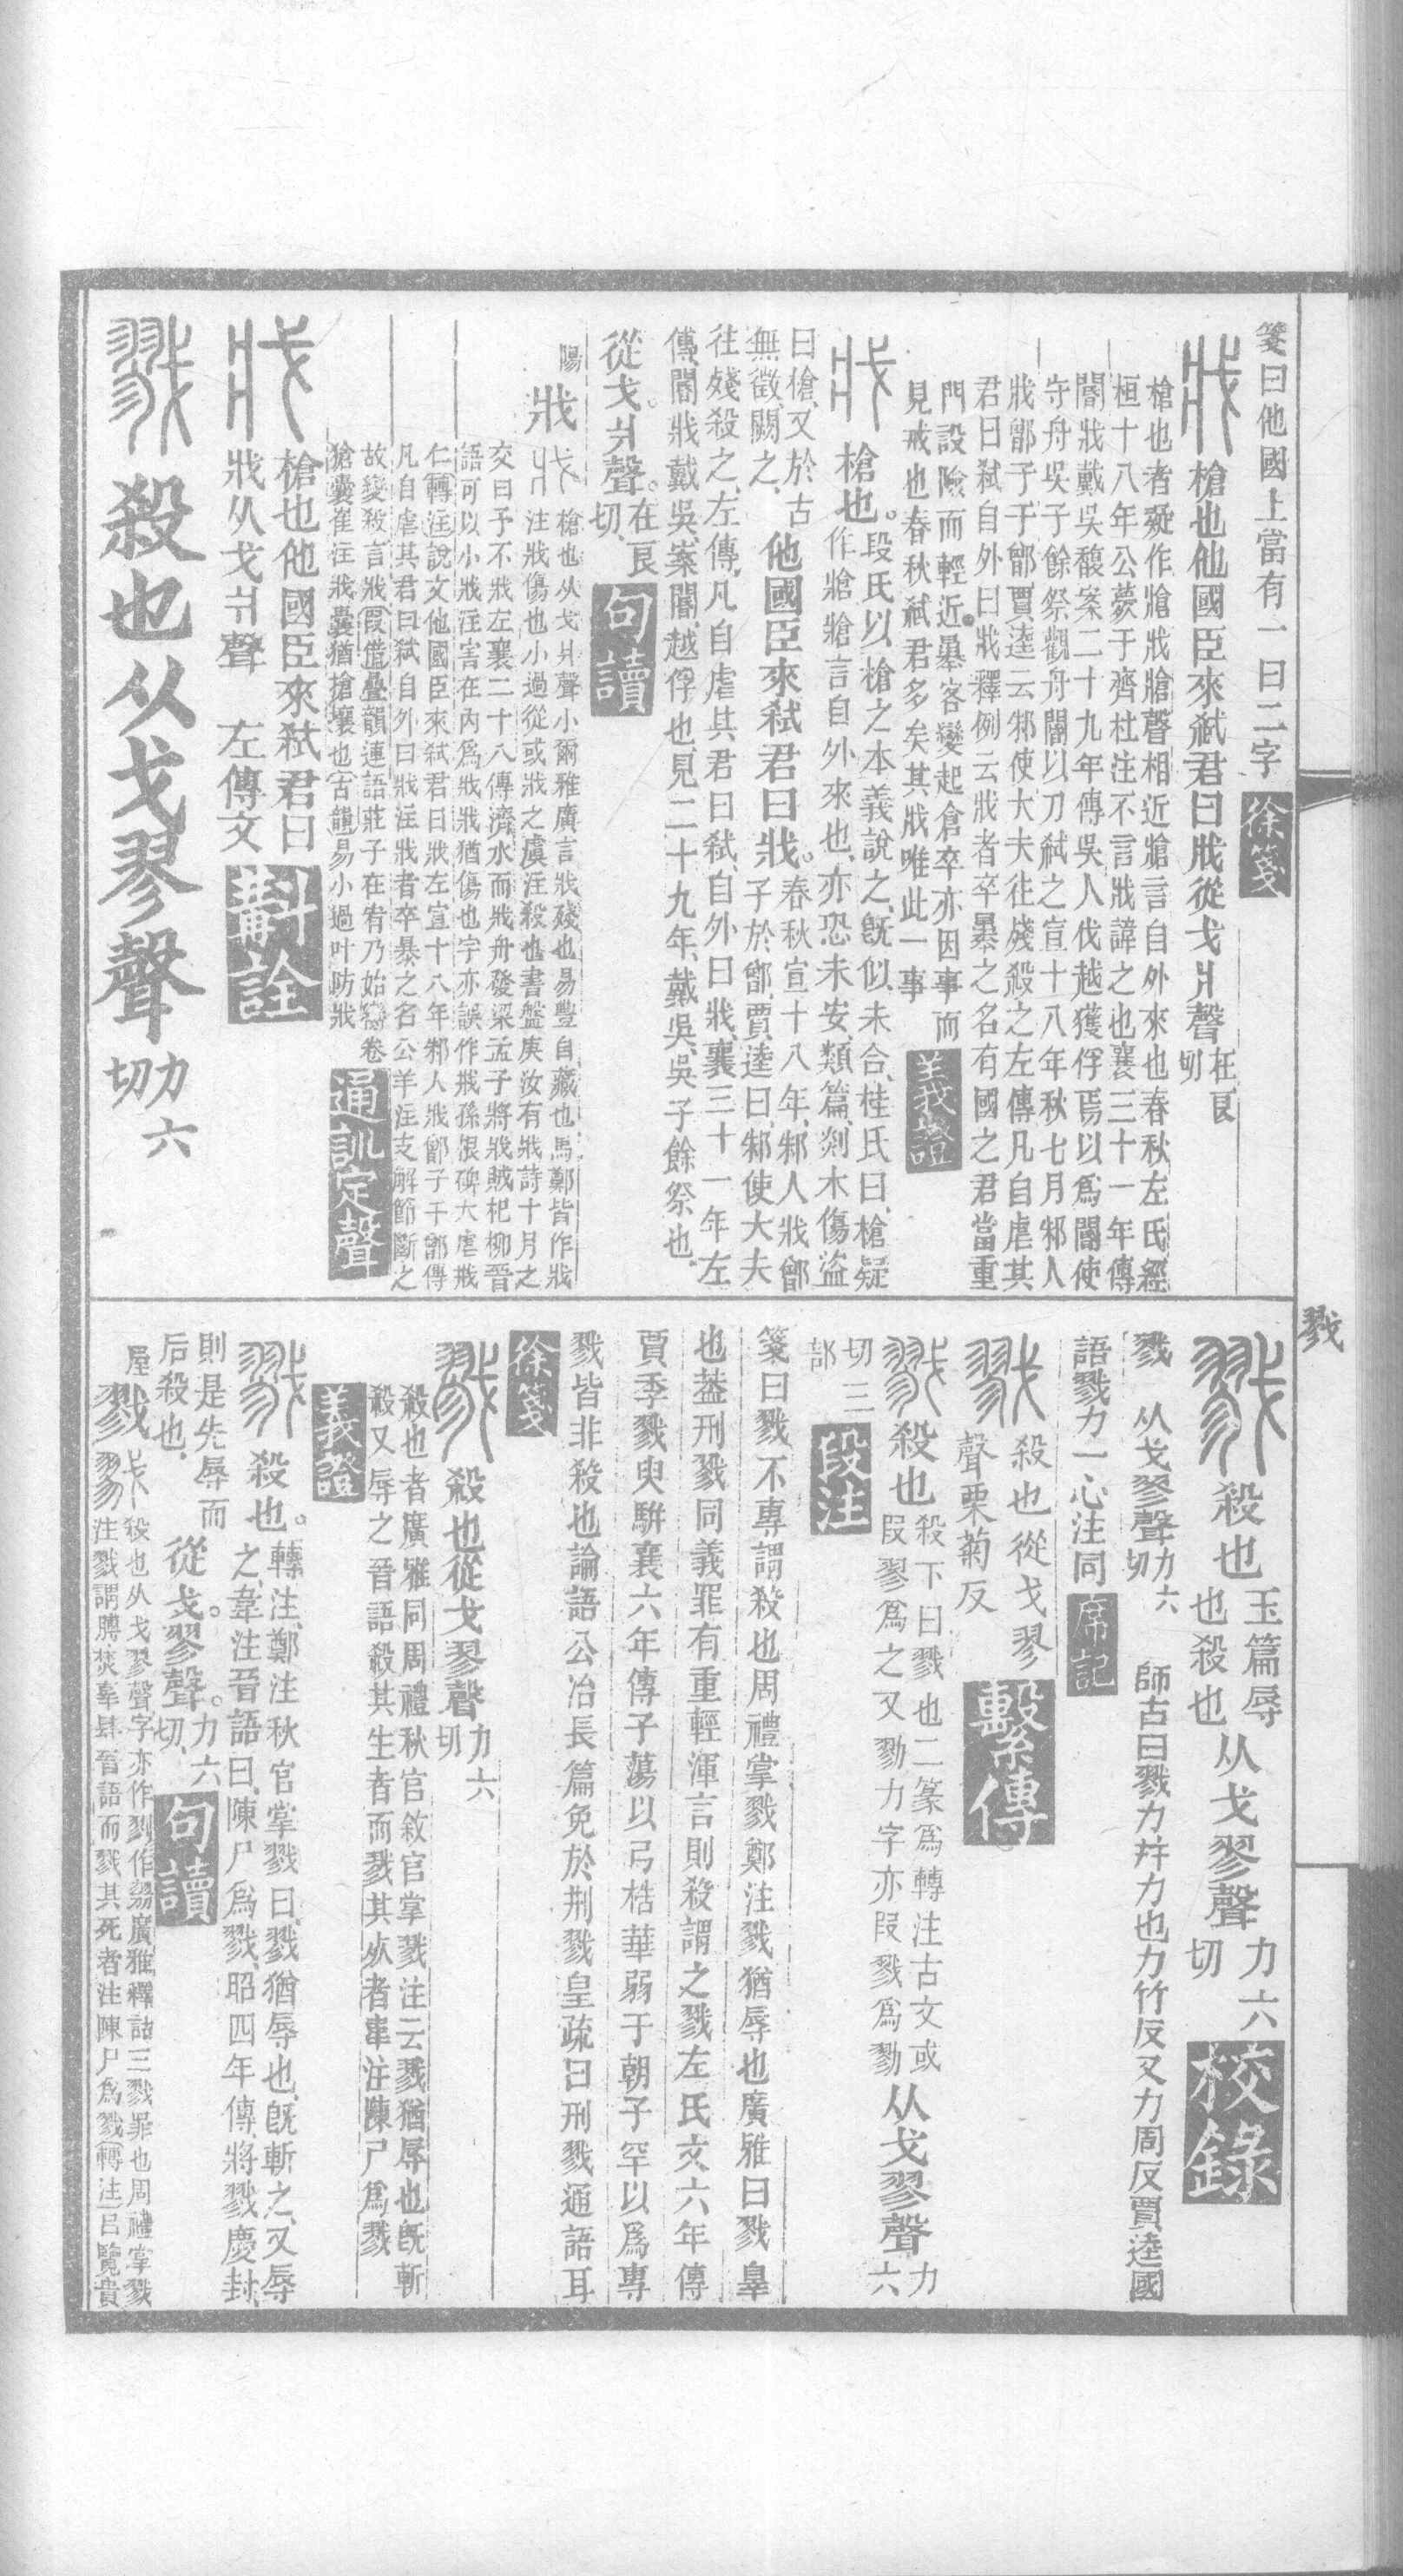 箋曰他國上當有一曰二字 徐箋
戕 槍也他國臣來弒君曰戕從戈爿聲 在良切
槍也者疑作牄戕牄聲相近牄言自外來也春秋左氏經
桓十八年公薨于齊杜注不言戕諱之也襄三十一年傳
閽戕戴吳馥案二十九年傳吳人伐越獲俘焉以爲閽使
守舟吳子餘祭觀舟閽以刀弒之宣十八年秋七月邾人
戕鄫子于鄫賈逵云邾使大夫往殘殺之左傳凡自虐其
君曰弒自外曰戕釋例云戕者卒暴之名有國之君當重
門設險而輕近暴客變起倉卒亦因事而
見戒也春秋弒君多矣其戕唯此一事 義證
戕 槍也。段氏以槍之本義說之、旣似、未合、桂氏曰、槍疑
作牄牄言自外來也、亦恐未安、類篇、剡木傷盜
曰槍、又於古
無徵、闕之、 他國臣來弒君曰戕。春秋宣十八年、邾人戕鄫
子於鄫、賈逵曰、邾使大夫
往殘殺之、左傳、凡自虐其君曰弒、自外曰戕、襄三十一年左
傳、閽戕戴吳、案閽、越俘也、見二十九年、戴吳、吳子餘祭也、
從戈。爿聲。在良切、 句讀
陽 戕 槍也从戈爿聲小爾雅廣言戕殘也易豐自藏也馬鄭皆作戕
注戕傷也小過從或戕之虞注殺也書盤庚汝有戕詩十月之
交曰予不戕左襄二十八傳濟水而戕舟發梁孟子將戕賊杞柳晉
語可以小戕注害在內爲戕戕猶傷也字亦誤作戕孫根碑大虐戕
仁轉注說文他國臣來弒君曰戕左宣十八年邾人戕鄫子于鄫傳
凡自虐其君曰弒自外曰戕注戕者卒暴之名公羊注支解節斷之
故變殺言戕叚借疊韻連語莊子在宥乃始臠卷
獊囊崔注戕囊猶搶攘也古韻易小過叶防戕 通訓定聲
戕 槍也他國臣來弒君曰
戕从戈爿聲 左傳文 斠詮
戮 殺也从戈翏聲 力六切
戮
戮 殺也 玉篇辱也殺也 从戈翏聲 力六切 校錄
戮 从戈翏聲力六切 師古曰戮力幷力也力竹反又力周反賈逵國
語戮力一心注同 席記
戮 殺也從戈翏
聲栗菊反 繫傳
戮 殺也 殺下曰戮也二篆爲轉注古文或
叚翏爲之又勠力字亦叚戮爲勠 从戈翏聲 力六
切三部 段注
箋曰戮不專謂殺也周禮掌戮鄭注戮猶辱也廣雅曰戮辠
也葢刑戮同義罪有重輕渾言則殺謂之戮左氏文六年傳
賈季戮臾駢襄六年傳子蕩以弓梏華弱于朝子罕以爲專
戮皆非殺也論語公冶長篇免於刑戮皇疏曰刑戮通語耳
徐箋
戮 殺也從戈翏聲 力六切
殺也者廣雅同周禮秋官敘官掌戮注云戮猶辱也旣斬
殺又辱之晉語殺其生者而戮其死者韋注陳尸爲戮
義證
戮 殺也。轉注、鄭注秋官掌戮曰、戮猶辱也、旣斬之、又辱
之、韋注晉語曰、陳尸爲戮、昭四年傳、將戮慶封、
則是先辱而
后殺也、 從戈。翏聲。力六切、 句讀
屋 戮 殺也从戈翏聲字亦作剹作勠廣雅釋詁三戮罪也周禮掌戮
注戮謂膊焚辜肆晉語而戮其死者注陳尸爲戮轉注呂覽貴